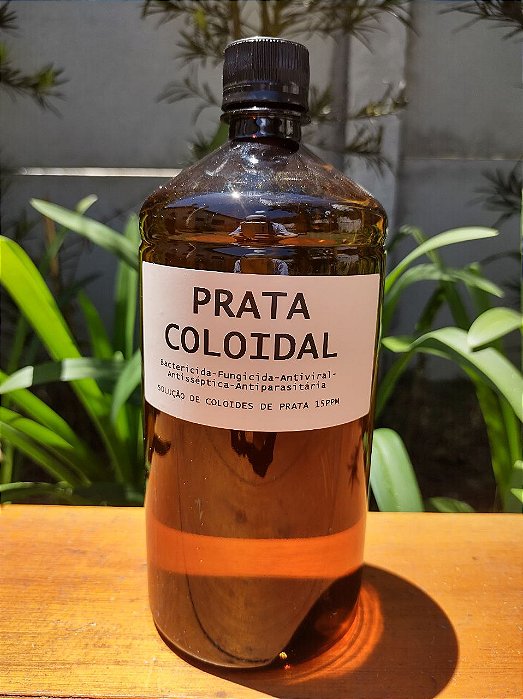 PRATA
COLOIDAL
Bactericida-Fungicida-Antiviral-
Antisséptica-Antiparasitária
SOLUÇÃO DE COLOIDES DE PRATA 15PPM